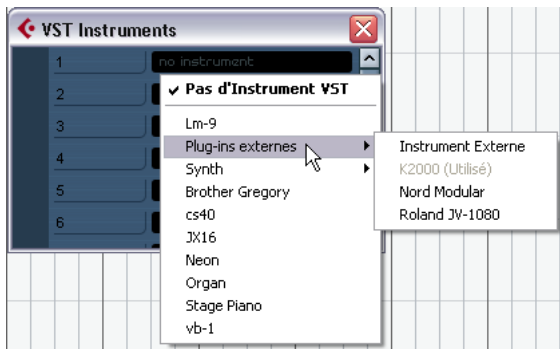 VST Instruments
1 no instrument
2
3
4
5
6
✓ Pas d'Instrument VST
Lm-9
Plug-ins externes
Synth
Brother Gregory
cs40
JX16
Neon
Organ
Stage Piano
vb-1
Instrument Externe
K2000 (Utilisé)
Nord Modular
Roland JV-1080